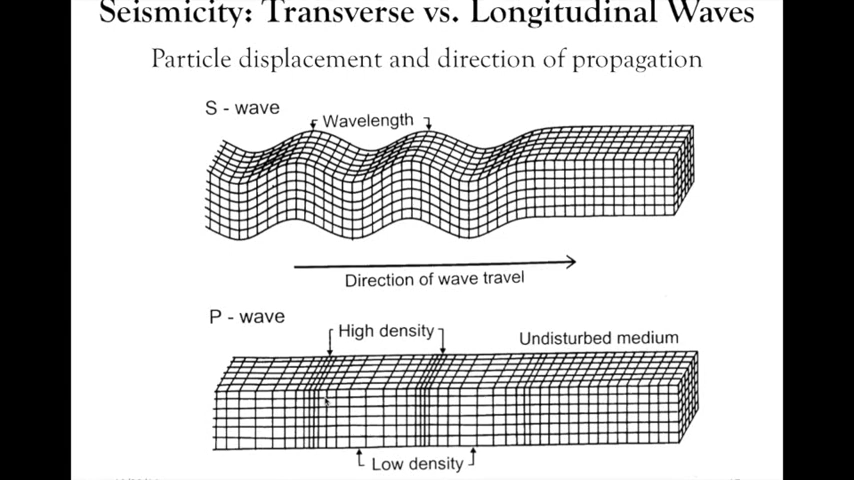 Seismicity: Transverse vs. Longitudinal Waves
Particle displacement and direction of propagation
S - wave
Wavelength
Direction of wave travel
P - wave
High density
Undisturbed medium
Low density